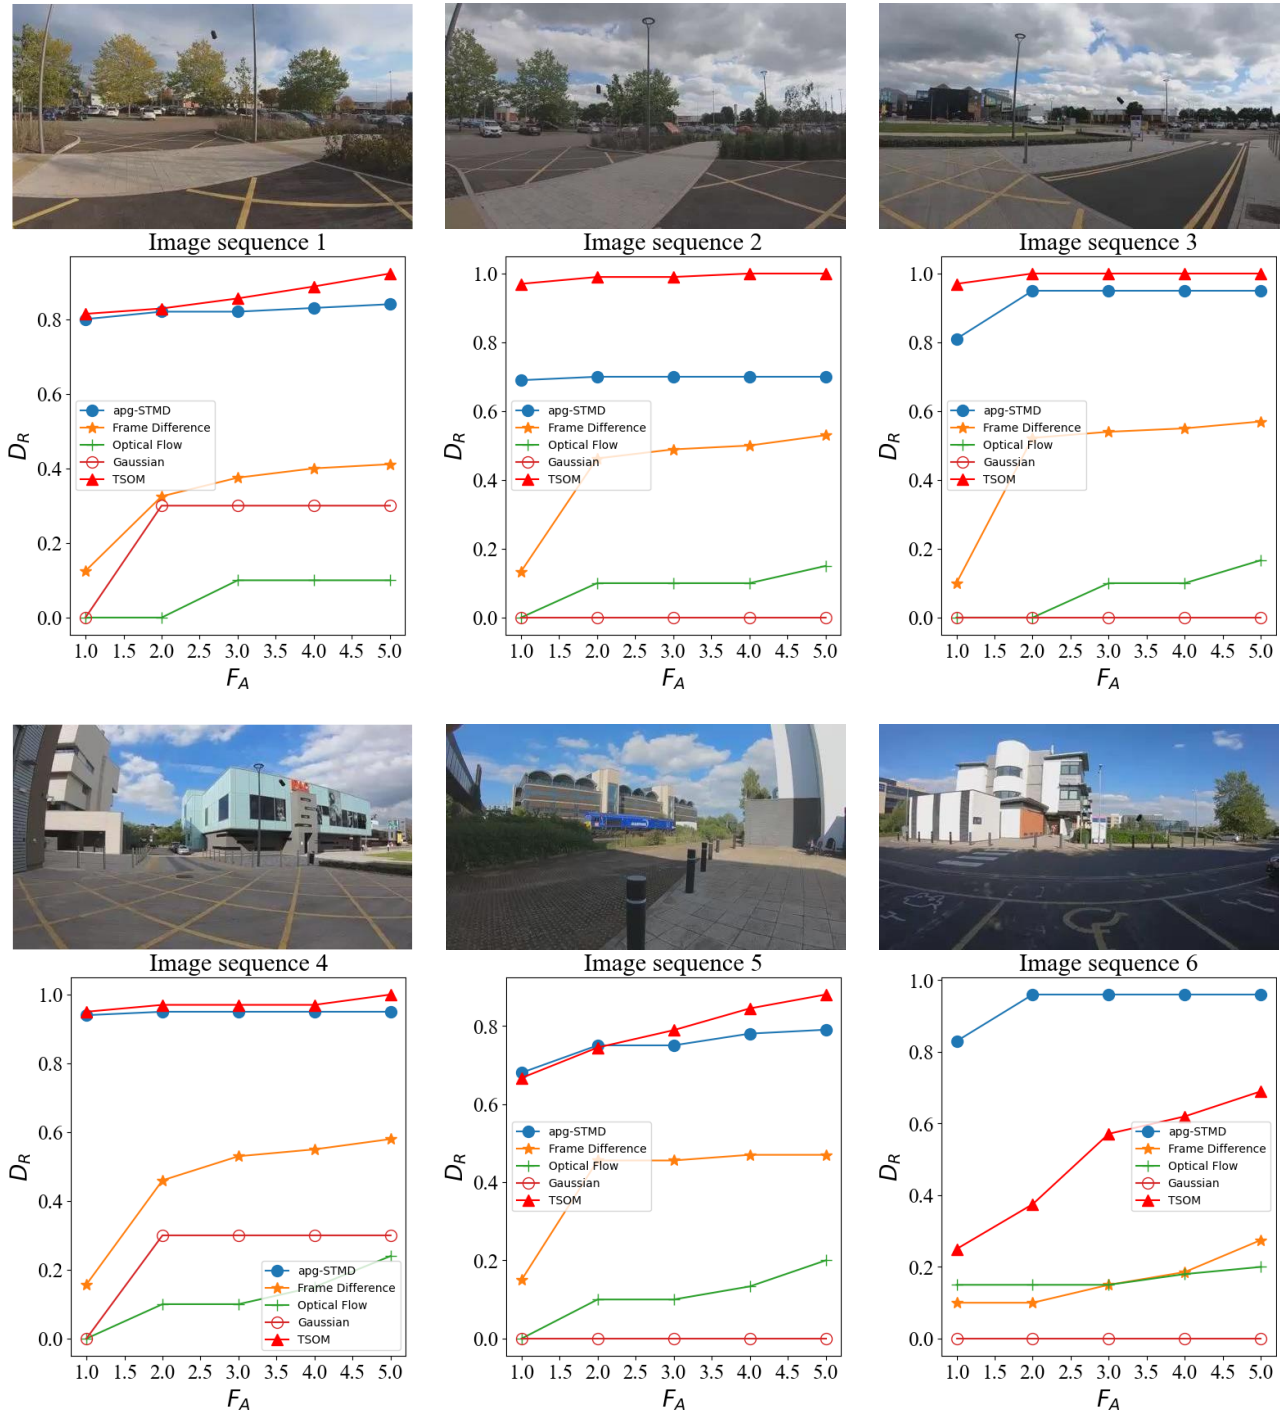 Image sequence 1
Image sequence 2
Image sequence 3
D_R
0.8
0.6
0.4
0.2
0.0
apg-STMD
Frame Difference
Optical Flow
Gaussian
TSOM
1.0 1.5 2.0 2.5 3.0 3.5 4.0 4.5 5.0
F_A
D_R
1.0
0.8
0.6
0.4
0.2
0.0
apg-STMD
Frame Difference
Optical Flow
Gaussian
TSOM
1.0 1.5 2.0 2.5 3.0 3.5 4.0 4.5 5.0
F_A
D_R
1.0
0.8
0.6
0.4
0.2
0.0
apg-STMD
Frame Difference
Optical Flow
Gaussian
TSOM
1.0 1.5 2.0 2.5 3.0 3.5 4.0 4.5 5.0
F_A
Image sequence 4
Image sequence 5
Image sequence 6
D_R
1.0
0.8
0.6
0.4
0.2
0.0
apg-STMD
Frame Difference
Optical Flow
Gaussian
TSOM
1.0 1.5 2.0 2.5 3.0 3.5 4.0 4.5 5.0
F_A
D_R
0.8
0.6
0.4
0.2
0.0
apg-STMD
Frame Difference
Optical Flow
Gaussian
TSOM
1.0 1.5 2.0 2.5 3.0 3.5 4.0 4.5 5.0
F_A
D_R
1.0
0.8
0.6
0.4
0.2
0.0
apg-STMD
Frame Difference
Optical Flow
Gaussian
TSOM
1.0 1.5 2.0 2.5 3.0 3.5 4.0 4.5 5.0
F_A